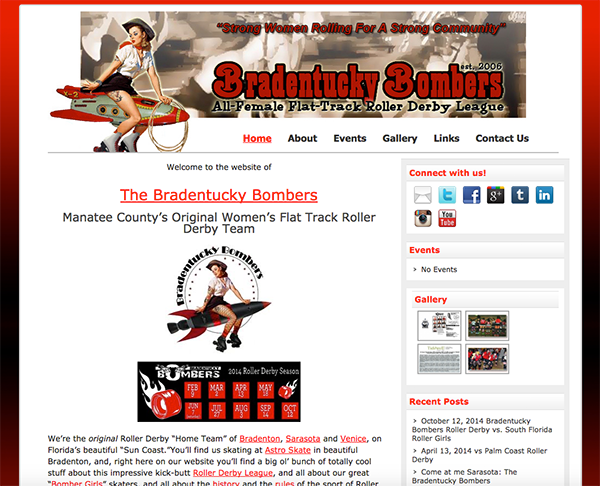 "Strong Women Rolling For A Strong Community"
est. 2006
Bradentucky Bombers
All-Female Flat-Track Roller Derby League
Home About Events Gallery Links Contact Us
Welcome to the website of
The Bradentucky Bombers
Manatee County's Original Women's Flat Track Roller
Derby Team
Bradentucky Bombers
BRADENTUCKY
BOMBERS
2014 Roller Derby Season
FEB 9 MAR 2 APR 13 MAY 18
JUN 1 JUL AUG 3 SEP 14 OCT 12
We're the original Roller Derby "Home Team" of Bradenton, Sarasota and Venice, on
Florida's beautiful "Sun Coast."You'll find us skating at Astro Skate in beautiful
Bradenton, and, right here on our website you'll find a big ol' bunch of totally cool
stuff about this impressive kick-butt Roller Derby League, and all about our great
"Bomber Girls" skaters, and all about the history and the rules of the sport of Roller
Connect with us!
You
Tube
Events
No Events
Gallery
Recent Posts
October 12, 2014 Bradentucky
Bombers Roller Derby vs. South Florida
Roller Girls
April 13, 2014 vs Palm Coast Roller
Derby
Come at me Sarasota: The
Bradentucky Bombers